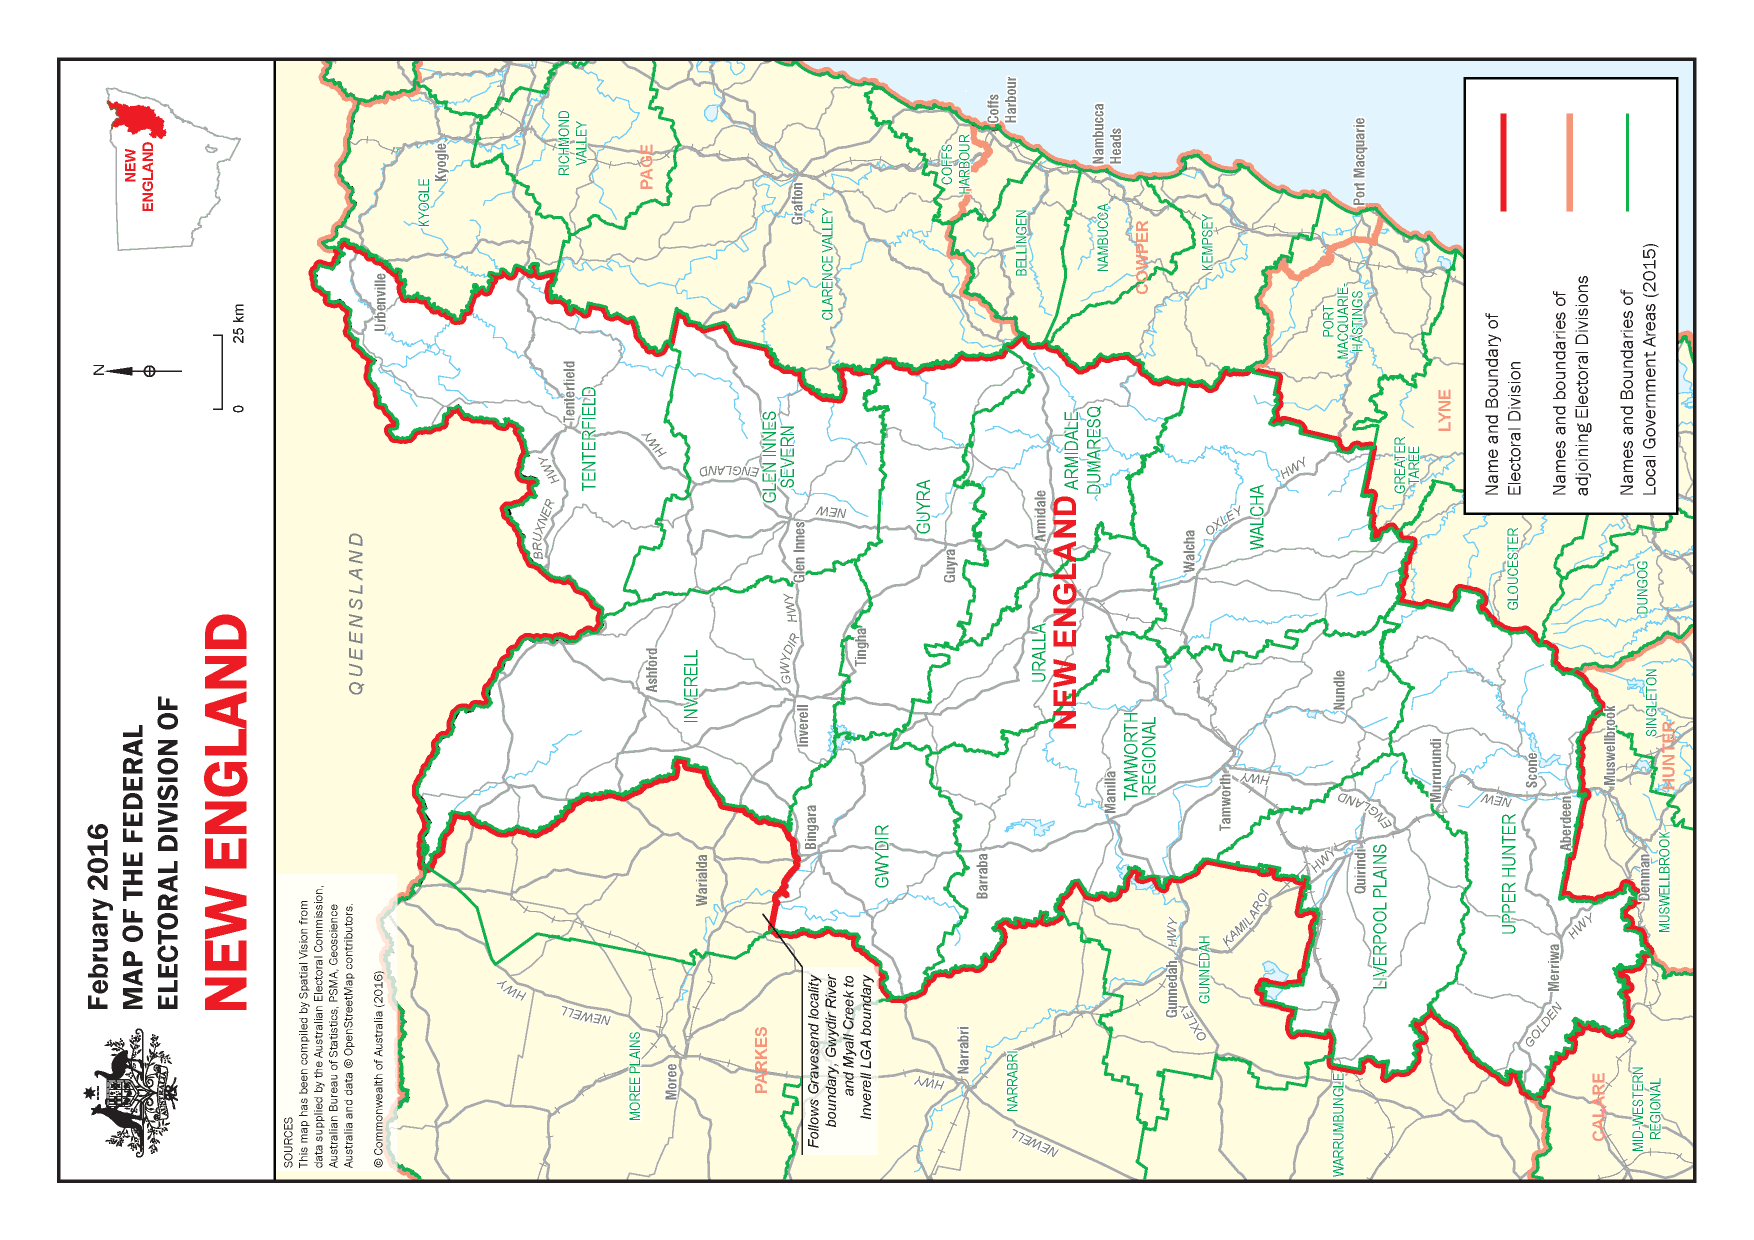 February 2016
MAP OF THE FEDERAL
ELECTORAL DIVISION OF
NEW ENGLAND
N
0
25 km
NEW
ENGLAND
SOURCES
This map has been compiled by Spatial Vision from
data supplied by the Australian Electoral Commission,
Australian Bureau of Statistics, PSMA, Geoscience
Australia and data © OpenStreetMap contributors.
© Commonwealth of Australia (2016)
QUEENSLAND
KYOGLE
Kyogle
RICHMOND
VALLEY
PAGE
Grafton
CLARENCE VALLEY
COFFS
HARBOUR
Coffs
Harbour
BELLINGEN
Nambucca
Heads
NAMBUCCA
COWPER
KEMPSEY
Port Macquarie
PORT
MACQUARIE-
HASTINGS
LYNE
GREATER
TAREE
Urbenville
Tenterfield
TENTERFIELD
BRUXNER
HWY
HWY
ENGLAND
NEW
GLEN INNES
SEVERN
Glen Innes
GUYRA
Guyra
ARMIDALE
DUMARESQ
Armidale
NEW ENGLAND
URALLA
WALCHA
Walcha
OXLEY
HWY
Ashford
INVERELL
GWYDIR
HWY
Inverell
Tingha
Bingara
GWYDIR
Barraba
Manilla
TAMWORTH
REGIONAL
Tamworth
HWY
ENGLAND
NEW
Nundle
Murrurundi
Scone
Aberdeen
UPPER HUNTER
Quirindi
HWY
KAMILAROI
LIVERPOOL PLAINS
Merriwa
GOLDEN
HWY
Warialda
MOREE PLAINS
Moree
NEWELL
HWY
PARKES
Follows Gravesend locality
boundary, Gwydir River
and Myall Creek to
Inverell LGA boundary
Narrabri
NARRABRI
HWY
NEWELL
Gunnedah
GUNNEDAH
OXLEY
HWY
WARRUMBUNGLE
CALARE
MID-WESTERN
REGIONAL
Denman
MUSWELLBROOK
Muswellbrook
HUNTER
SINGLETON
DUNGOG
GLOUCESTER
Name and Boundary of
Electoral Division
Names and boundaries of
adjoining Electoral Divisions
Names and Boundaries of
Local Government Areas (2015)